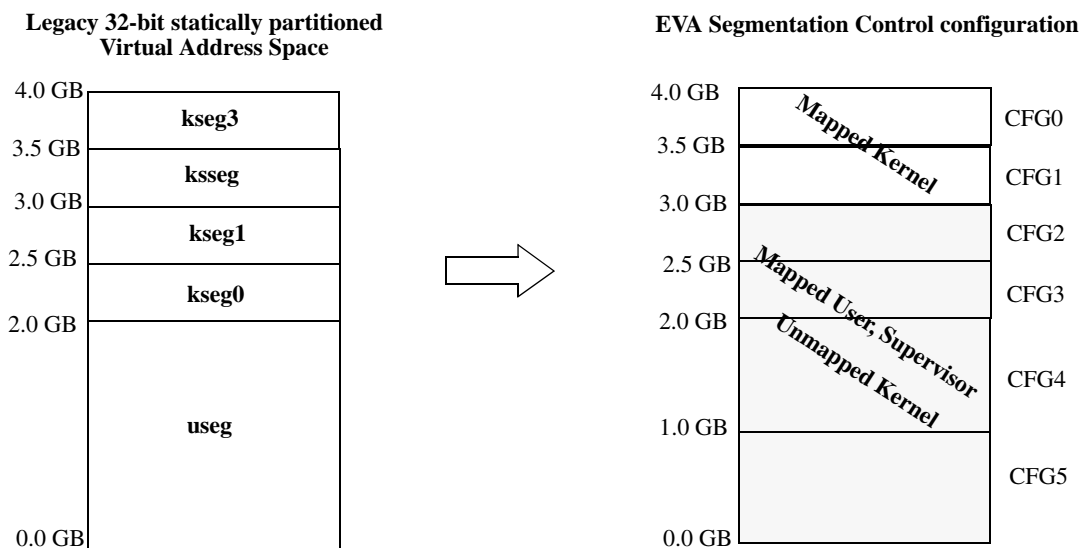 Legacy 32-bit statically partitioned
Virtual Address Space
4.0 GB
kseg3
3.5 GB
ksseg
3.0 GB
kseg1
2.5 GB
kseg0
2.0 GB
useg
0.0 GB
EVA Segmentation Control configuration
4.0 GB
Mapped Kernel
CFG0
3.5 GB
CFG1
3.0 GB
CFG2
2.5 GB
Mapped User, Supervisor
CFG3
2.0 GB
Unmapped Kernel
CFG4
1.0 GB
CFG5
0.0 GB